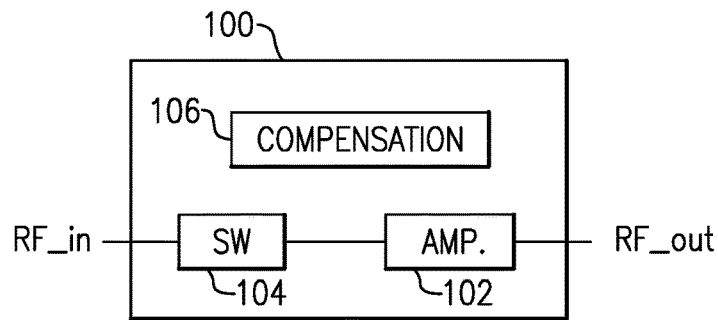 100
106
COMPENSATION
RF_in
SW
AMP.
RF_out
104
102